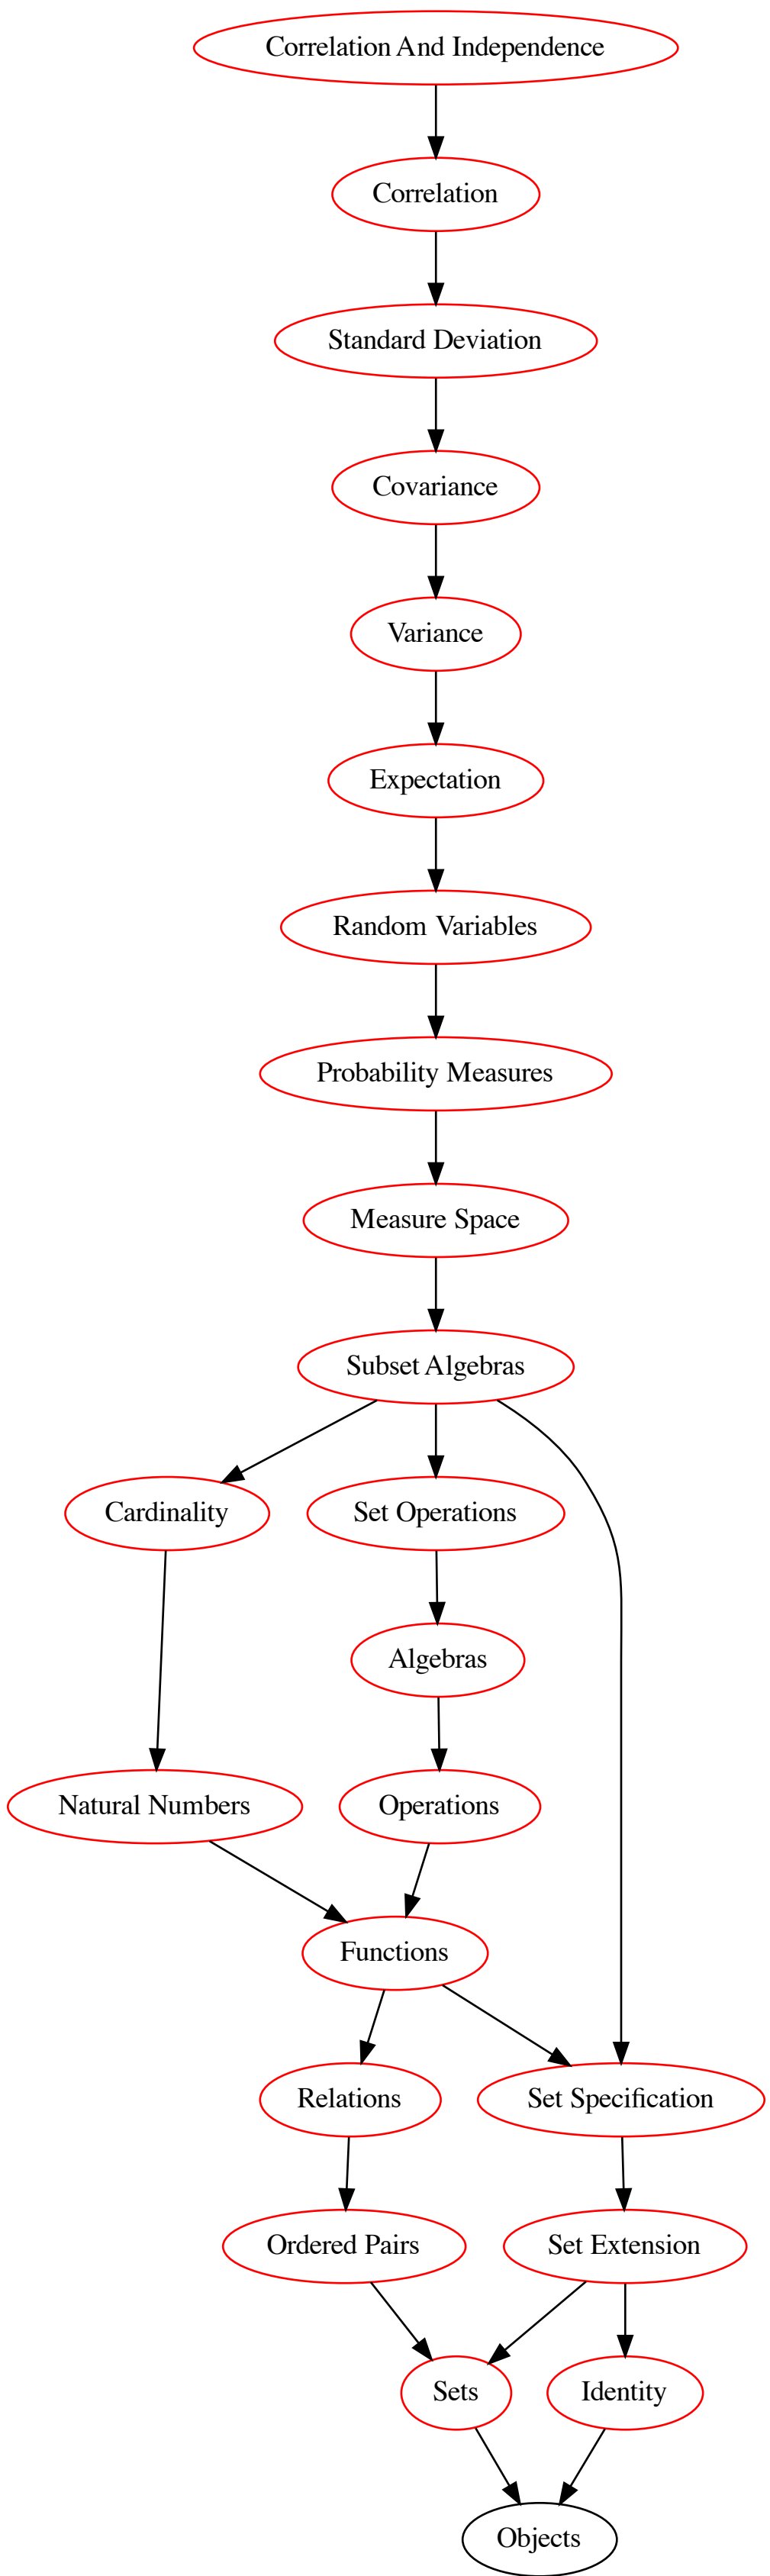 Correlation And Independence
Correlation
Standard Deviation
Covariance
Variance
Expectation
Random Variables
Probability Measures
Measure Space
Subset Algebras
Cardinality
Set Operations
Algebras
Natural Numbers
Operations
Functions
Relations
Set Specification
Ordered Pairs
Set Extension
Sets
Identity
Objects